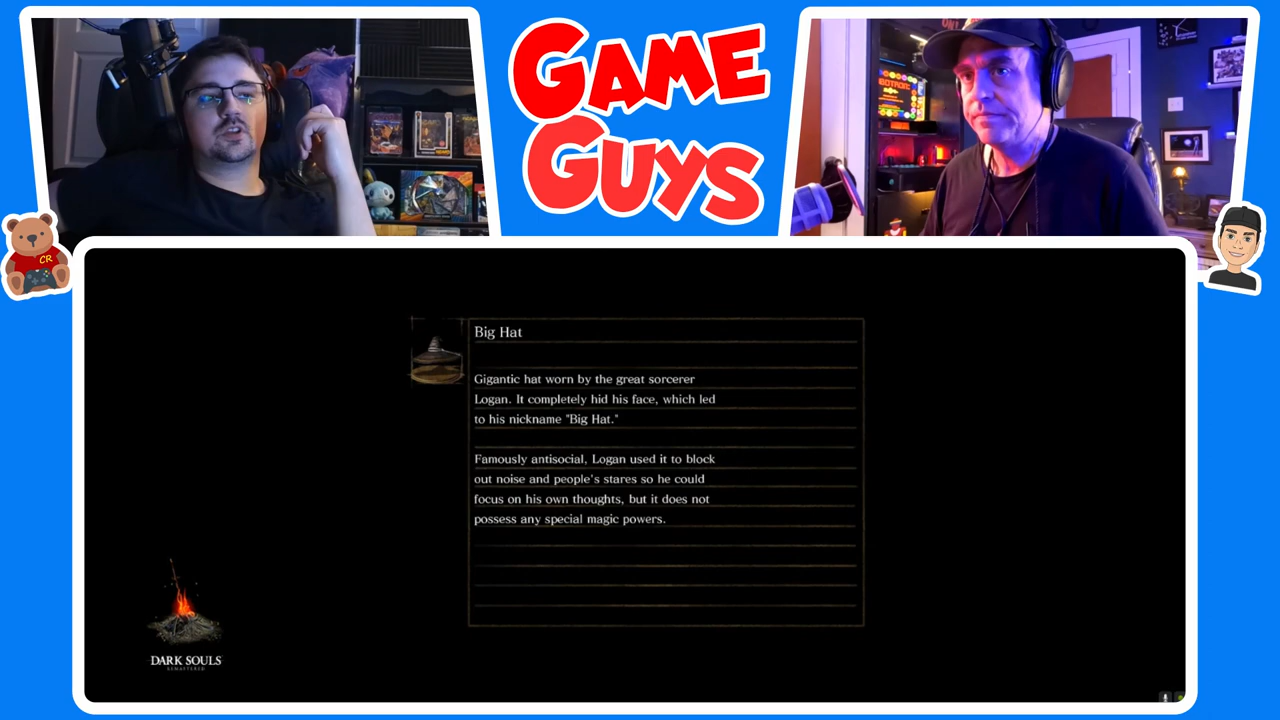 GAME
GUYS
CR
Big Hat
Gigantic hat worn by the great sorcerer
Logan. It completely hid his face, which led
to his nickname "Big Hat."
Famously antisocial, Logan used it to block
out noise and people's stares so he could
focus on his own thoughts, but it does not
possess any special magic powers.
DARK SOULS
REMASTERED